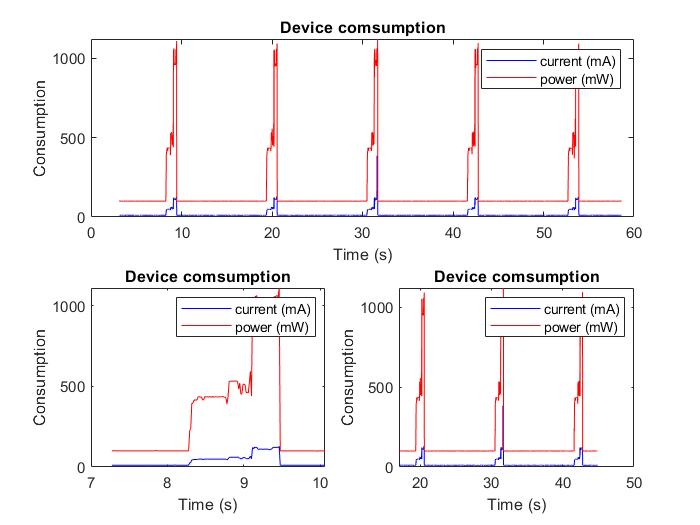 Device comsumption
1000
500
0
Consumption
current (mA)
power (mW)
0 10 20 30 40 50 60
Time (s)
Device comsumption
1000
500
0
Consumption
current (mA)
power (mW)
7 8 9 10
Time (s)
Device comsumption
1000
500
0
Consumption
current (mA)
power (mW)
20 30 40 50
Time (s)